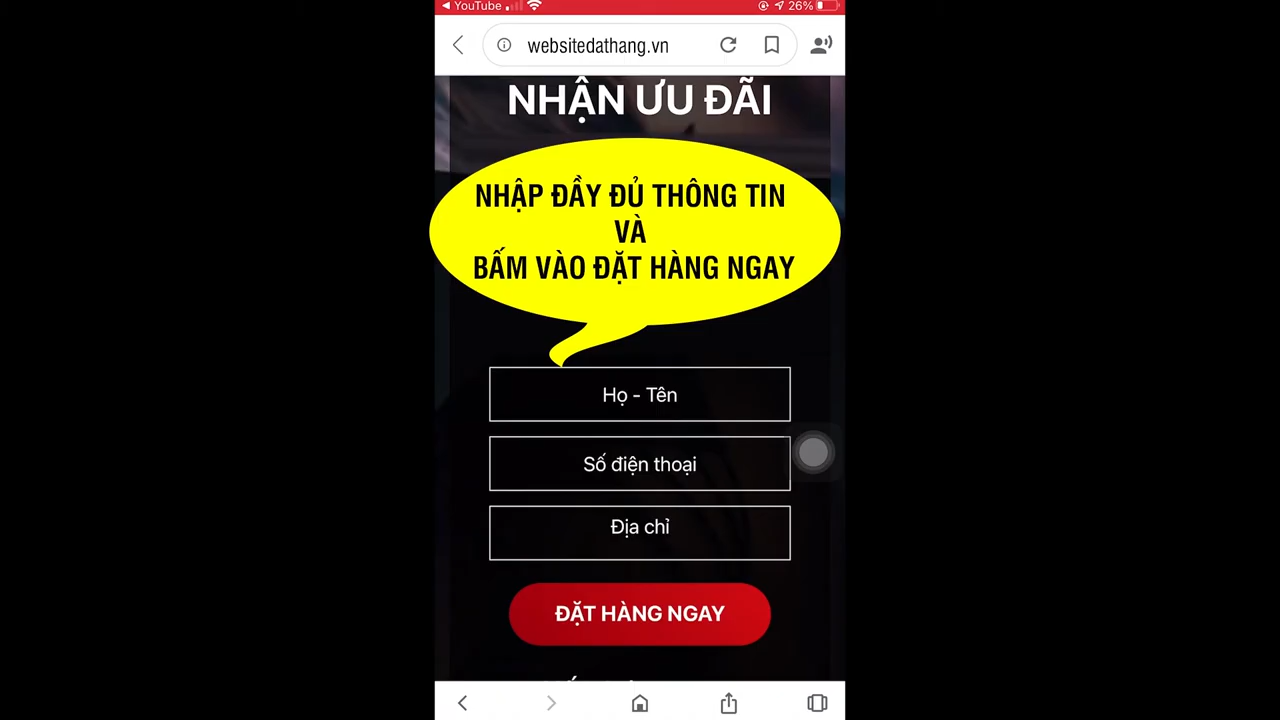 YouTube
26%
websitedathang.vn
NHẬN ƯU ĐÃI
NHẬP ĐẦY ĐỦ THÔNG TIN
VÀ
BẤM VÀO ĐẶT HÀNG NGAY
Họ - Tên
Số điện thoại
Địa chỉ
ĐẶT HÀNG NGAY